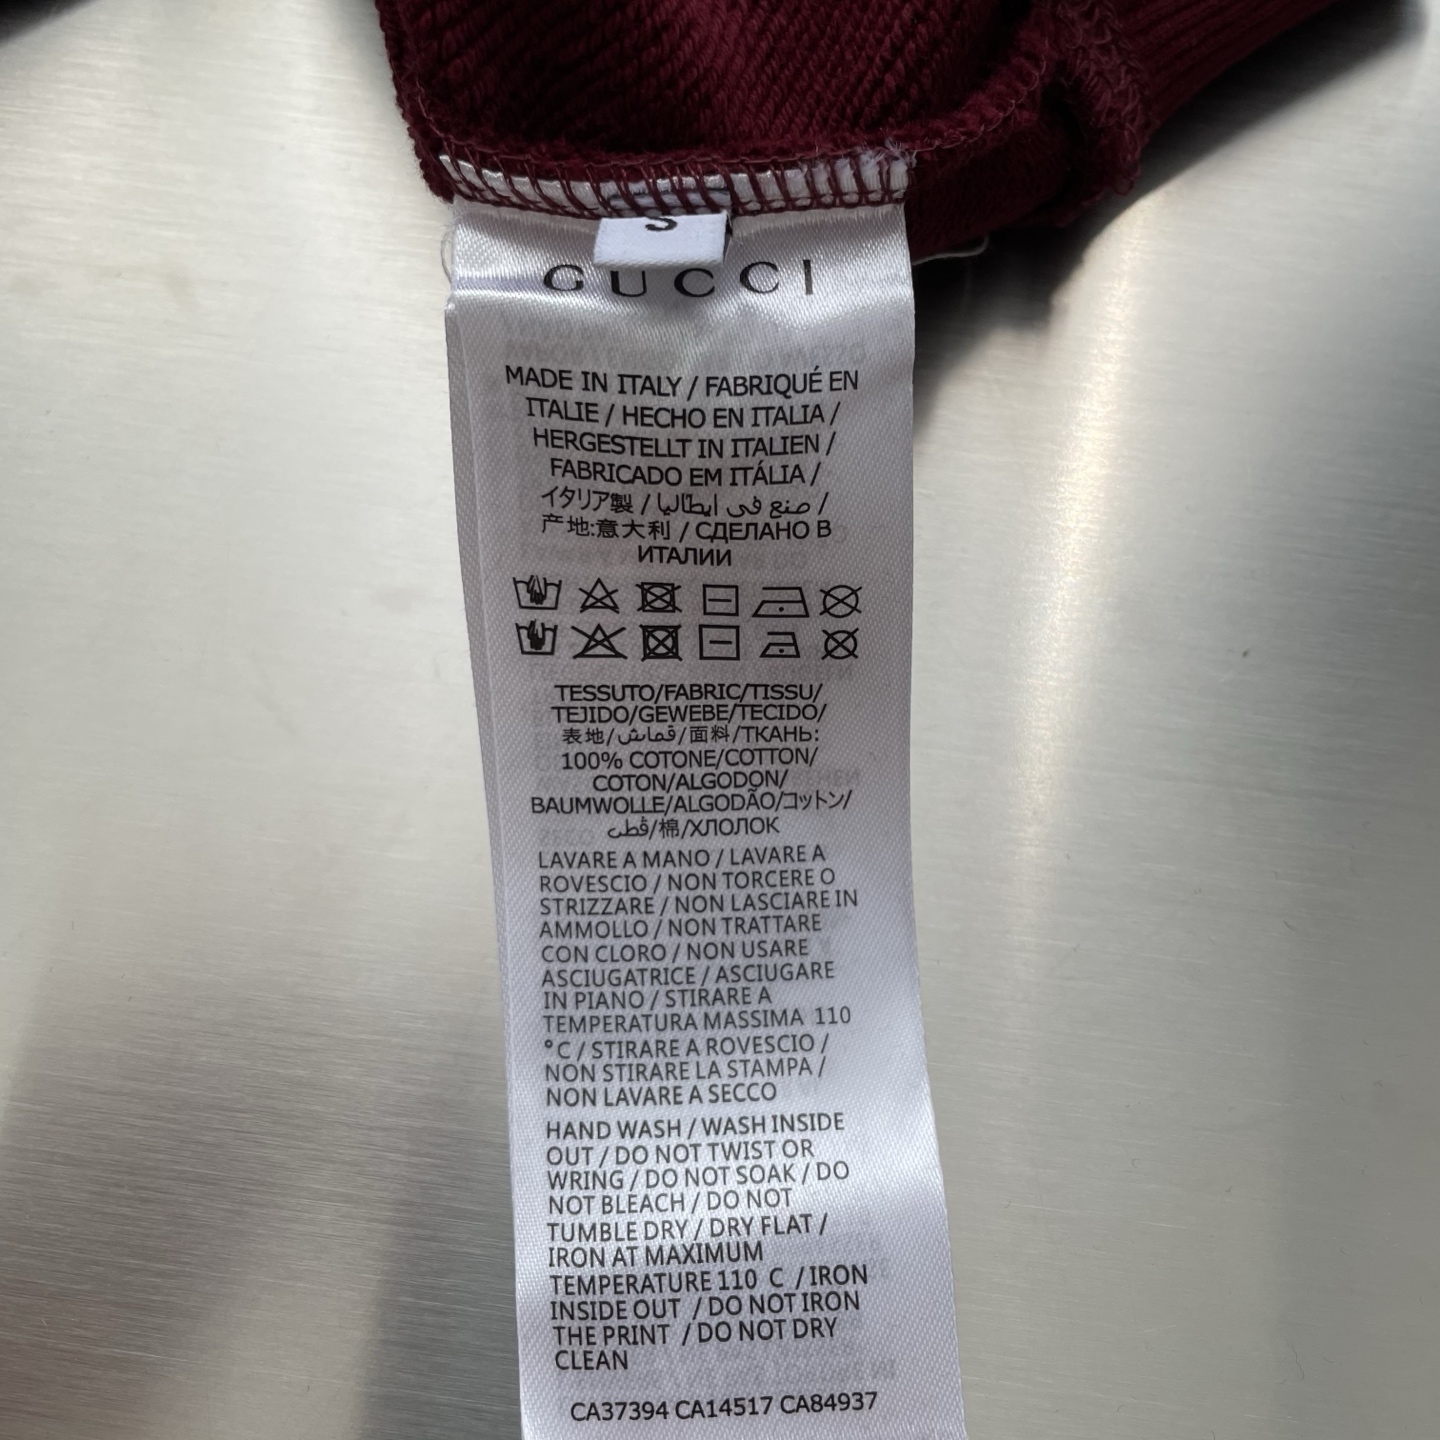 S
GUCCI
MADE IN ITALY / FABRIQUÉ EN
ITALIE / HECHO EN ITALIA /
HERGESTELLT IN ITALIEN /
FABRICADO EM ITÁLIA /
イタリア製 / صنع في ايطاليا /
产地:意大利 / СДЕЛАНО В
ИТАЛИИ
TESSUTO/FABRIC/TISSU/
TEJIDO/GEWEBE/TECIDO/
表地/قماش/面料/ТКАНЬ:
100% COTONE/COTTON/
COTON/ALGODON/
BAUMWOLLE/ALGODÃO/コットン/
قطن/棉/ХЛОПОК
LAVARE A MANO / LAVARE A
ROVESCIO / NON TORCERE O
STRIZZARE / NON LASCIARE IN
AMMOLLO / NON TRATTARE
CON CLORO / NON USARE
ASCIUGATRICE / ASCIUGARE
IN PIANO / STIRARE A
TEMPERATURA MASSIMA 110
°C / STIRARE A ROVESCIO /
NON STIRARE LA STAMPA /
NON LAVARE A SECCO
HAND WASH / WASH INSIDE
OUT / DO NOT TWIST OR
WRING / DO NOT SOAK / DO
NOT BLEACH / DO NOT
TUMBLE DRY / DRY FLAT /
IRON AT MAXIMUM
TEMPERATURE 110 C / IRON
INSIDE OUT / DO NOT IRON
THE PRINT / DO NOT DRY
CLEAN
CA37394 CA14517 CA84937